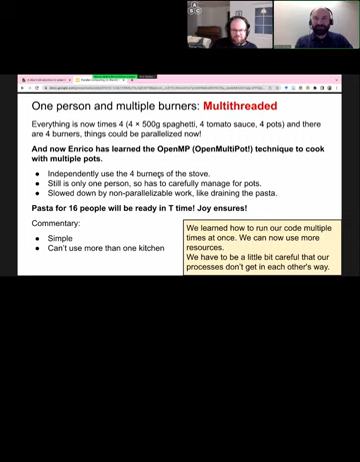 One person and multiple burners: Multithreaded
Everything is now times 4 (4 × 500g spaghetti, 4 tomato sauce, 4 pots) and there
are 4 burners, things could be parallelized now!
And now Enrico has learned the OpenMP (OpenMultiPot!) technique to cook
with multiple pots.
● Independently use the 4 burners of the stove.
● Still is only one person, so has to carefully manage for pots.
● Slowed down by non-parallelizable work, like draining the pasta.
Pasta for 16 people will be ready in T time! Joy ensures!
Commentary:
● Simple
● Can't use more than one kitchen
We learned how to run our code multiple
times at once. We can now use more
resources.
We have to be a little bit careful that our
processes don't get in each other's way.